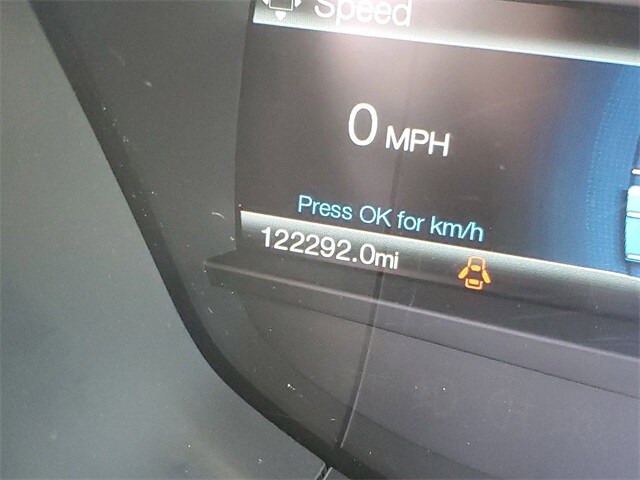 Speed
0 MPH
Press OK for km/h
122292.0mi